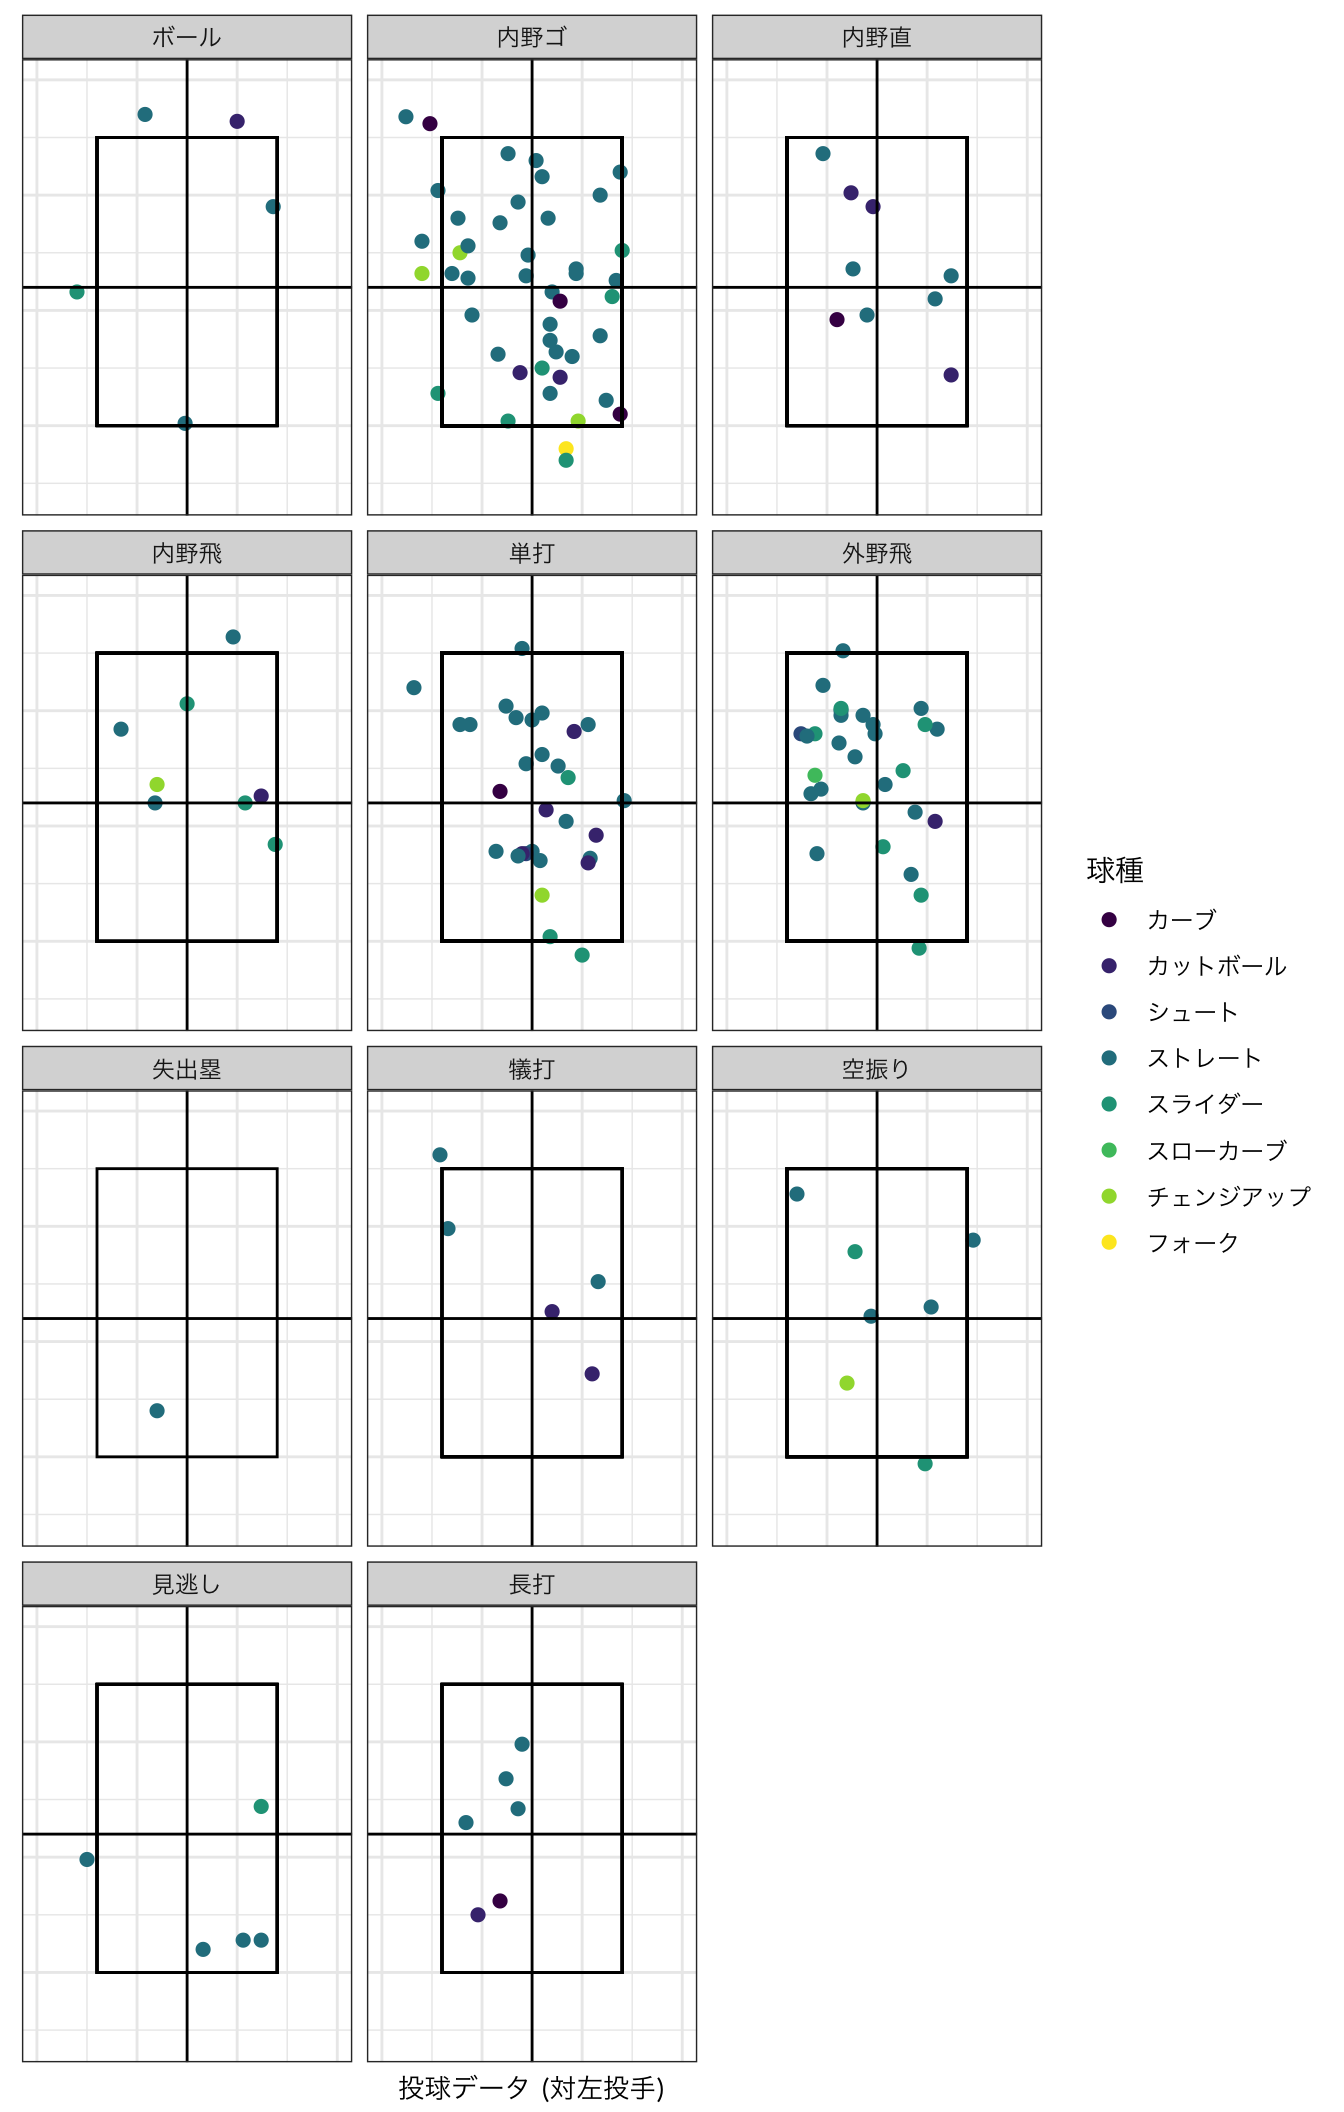 ボール
内野ゴ
内野直
内野飛
単打
外野飛
失出塁
犠打
空振り
見逃し
長打
球種
カーブ
カットボール
シュート
ストレート
スライダー
スローカーブ
チェンジアップ
フォーク
投球データ (対左投手)